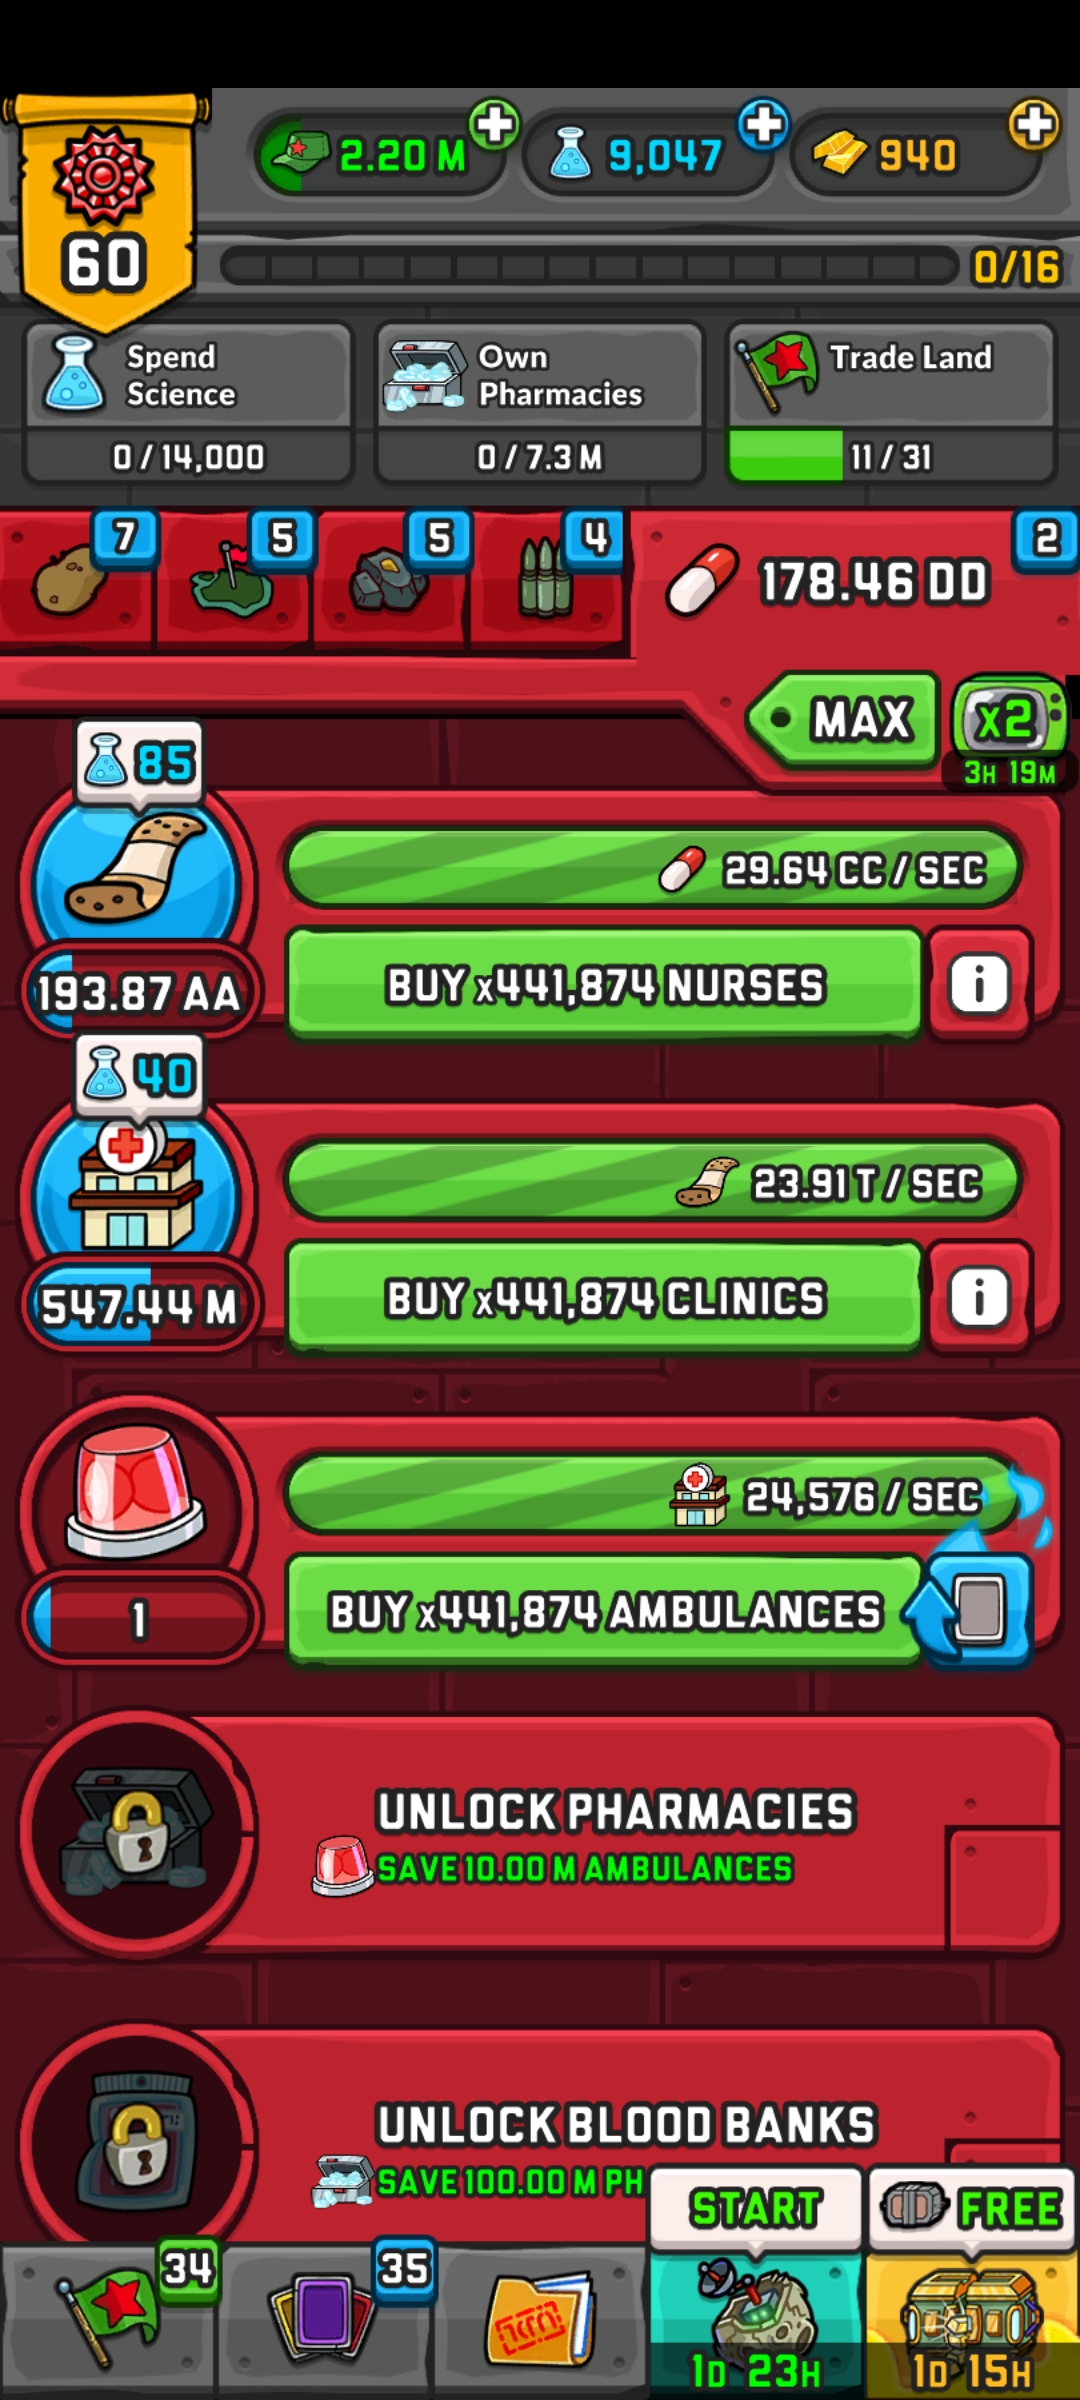 2.20 M
9,047
940
60
0/16
Spend
Science
0 / 14,000
Own
Pharmacies
0 / 7.3 M
Trade Land
11 / 31
7
5
5
4
178.46 DD
2
MAX
x2
3H 19M
85
29.64 CC / SEC
193.87 AA
BUY x441,874 NURSES
i
40
23.91 T / SEC
547.44 M
BUY x441,874 CLINICS
i
24,576 / SEC
1
BUY x441,874 AMBULANCES
UNLOCK PHARMACIES
SAVE 10.00 M AMBULANCES
UNLOCK BLOOD BANKS
SAVE 100.00 M PH
START
FREE
34
35
1D 23H
1D 15H